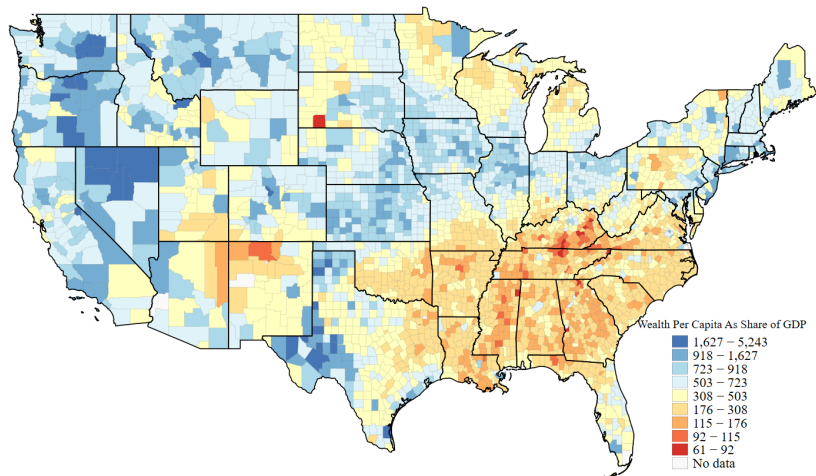 Wealth Per Capita As Share of GDP
1,627 − 5,243
918 − 1,627
723 − 918
503 − 723
308 − 503
176 − 308
115 − 176
92 − 115
61 − 92
No data